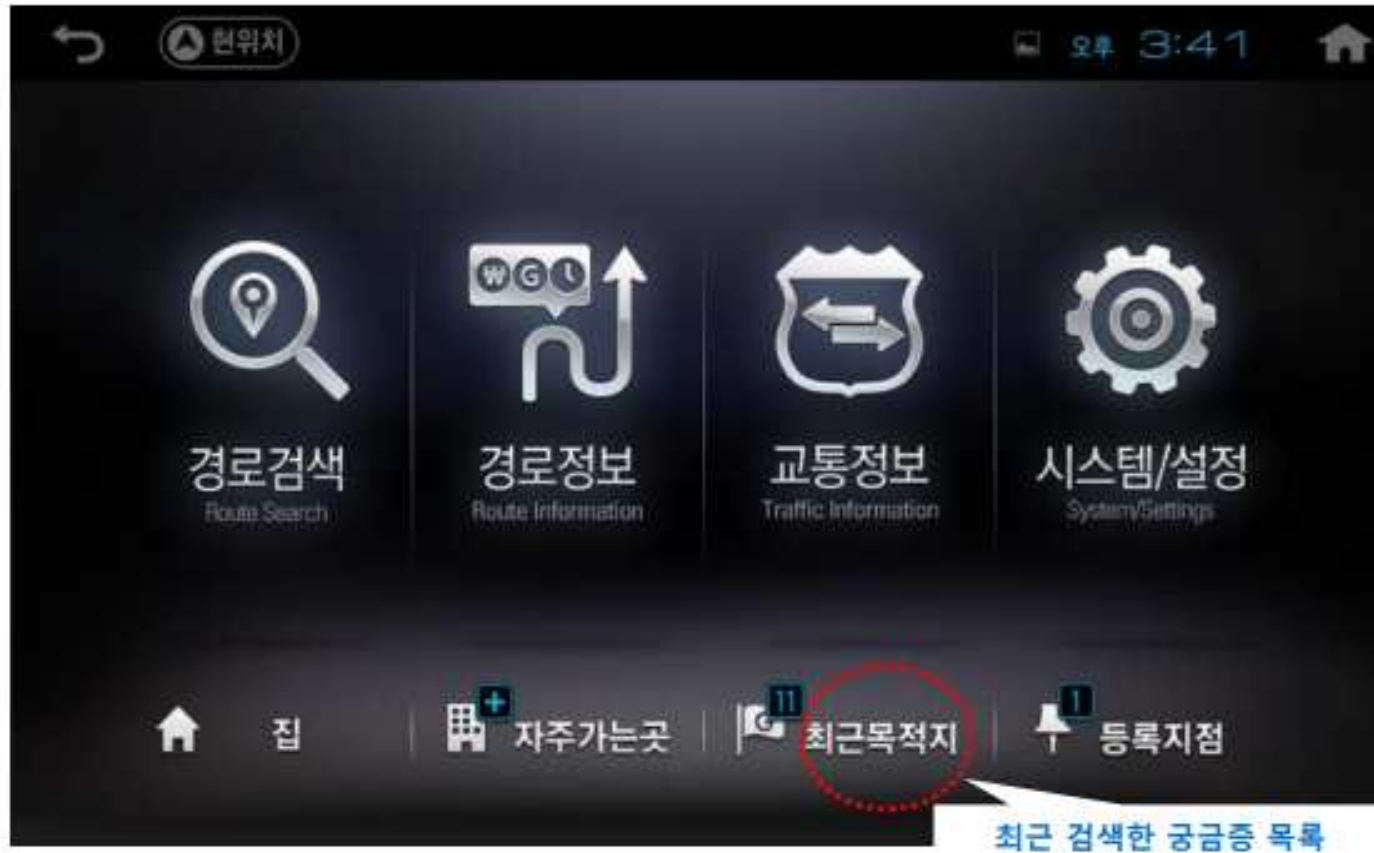 현위치
오후 3:41
W G
경로검색 경로정보 교통정보 시스템/설정
Route Search Route Information Traffic Information System/Settings
+ 11 1
집 자주가는곳 최근목적지 등록지점
최근 검색한 궁금증 목록